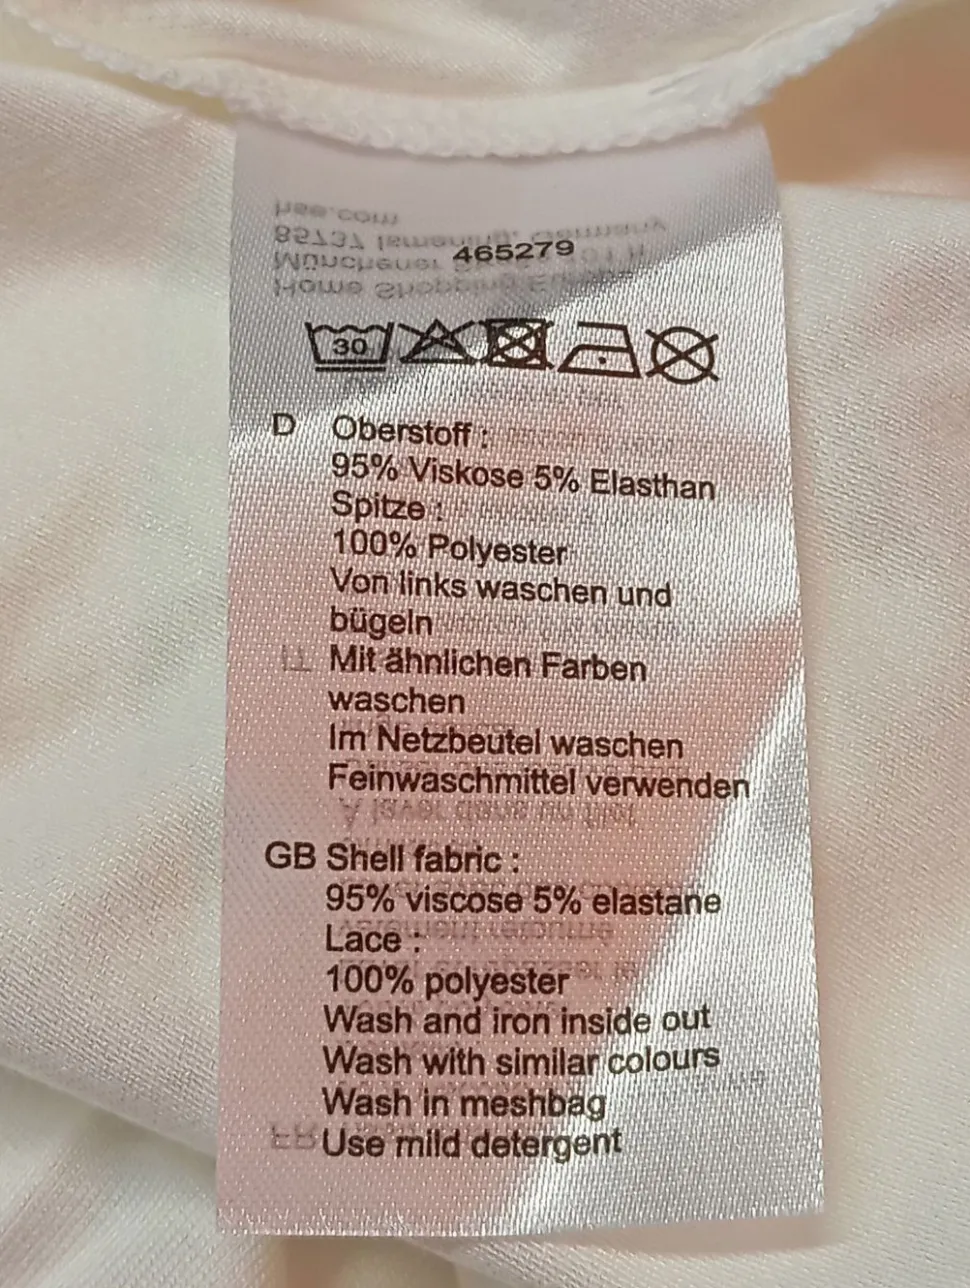 465279
30
D Oberstoff :
95% Viskose 5% Elasthan
Spitze :
100% Polyester
Von links waschen und
bügeln
Mit ähnlichen Farben
waschen
Im Netzbeutel waschen
Feinwaschmittel verwenden
GB Shell fabric :
95% viscose 5% elastane
Lace :
100% polyester
Wash and iron inside out
Wash with similar colours
Wash in meshbag
Use mild detergent